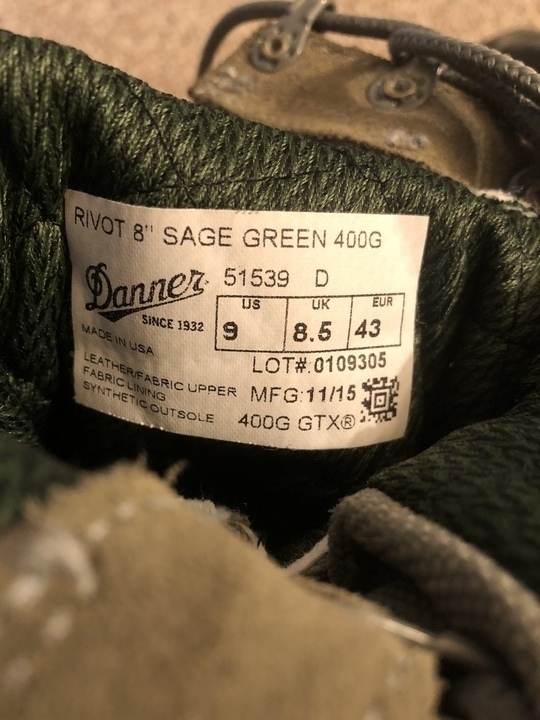 RIVOT 8" SAGE GREEN 400G
Danner 51539 D
SINCE 1932
US UK EUR
9 8.5 43
MADE IN USA
LOT#.0109305
LEATHER/FABRIC UPPER
FABRIC LINING
SYNTHETIC OUTSOLE
MFG:11/15
400G GTX®